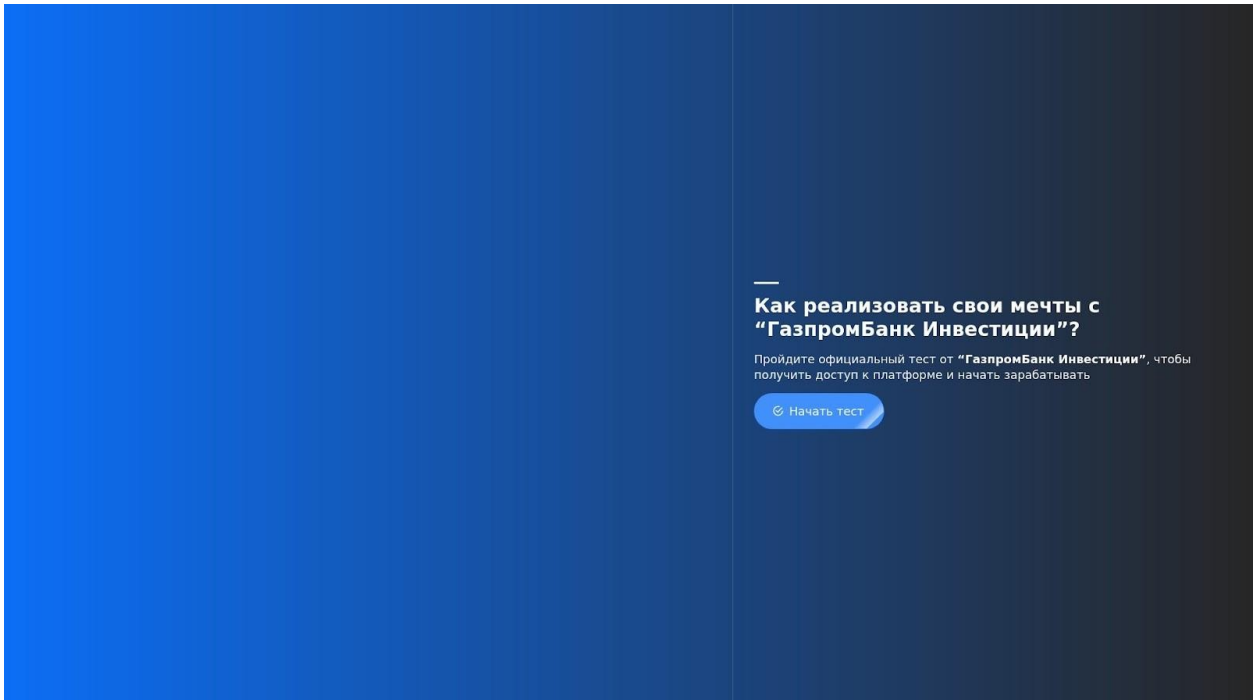 Как реализовать свои мечты с
“ГазпромБанк Инвестиции”?
Пройдите официальный тест от “ГазпромБанк Инвестиции”, чтобы
получить доступ к платформе и начать зарабатывать
Начать тест